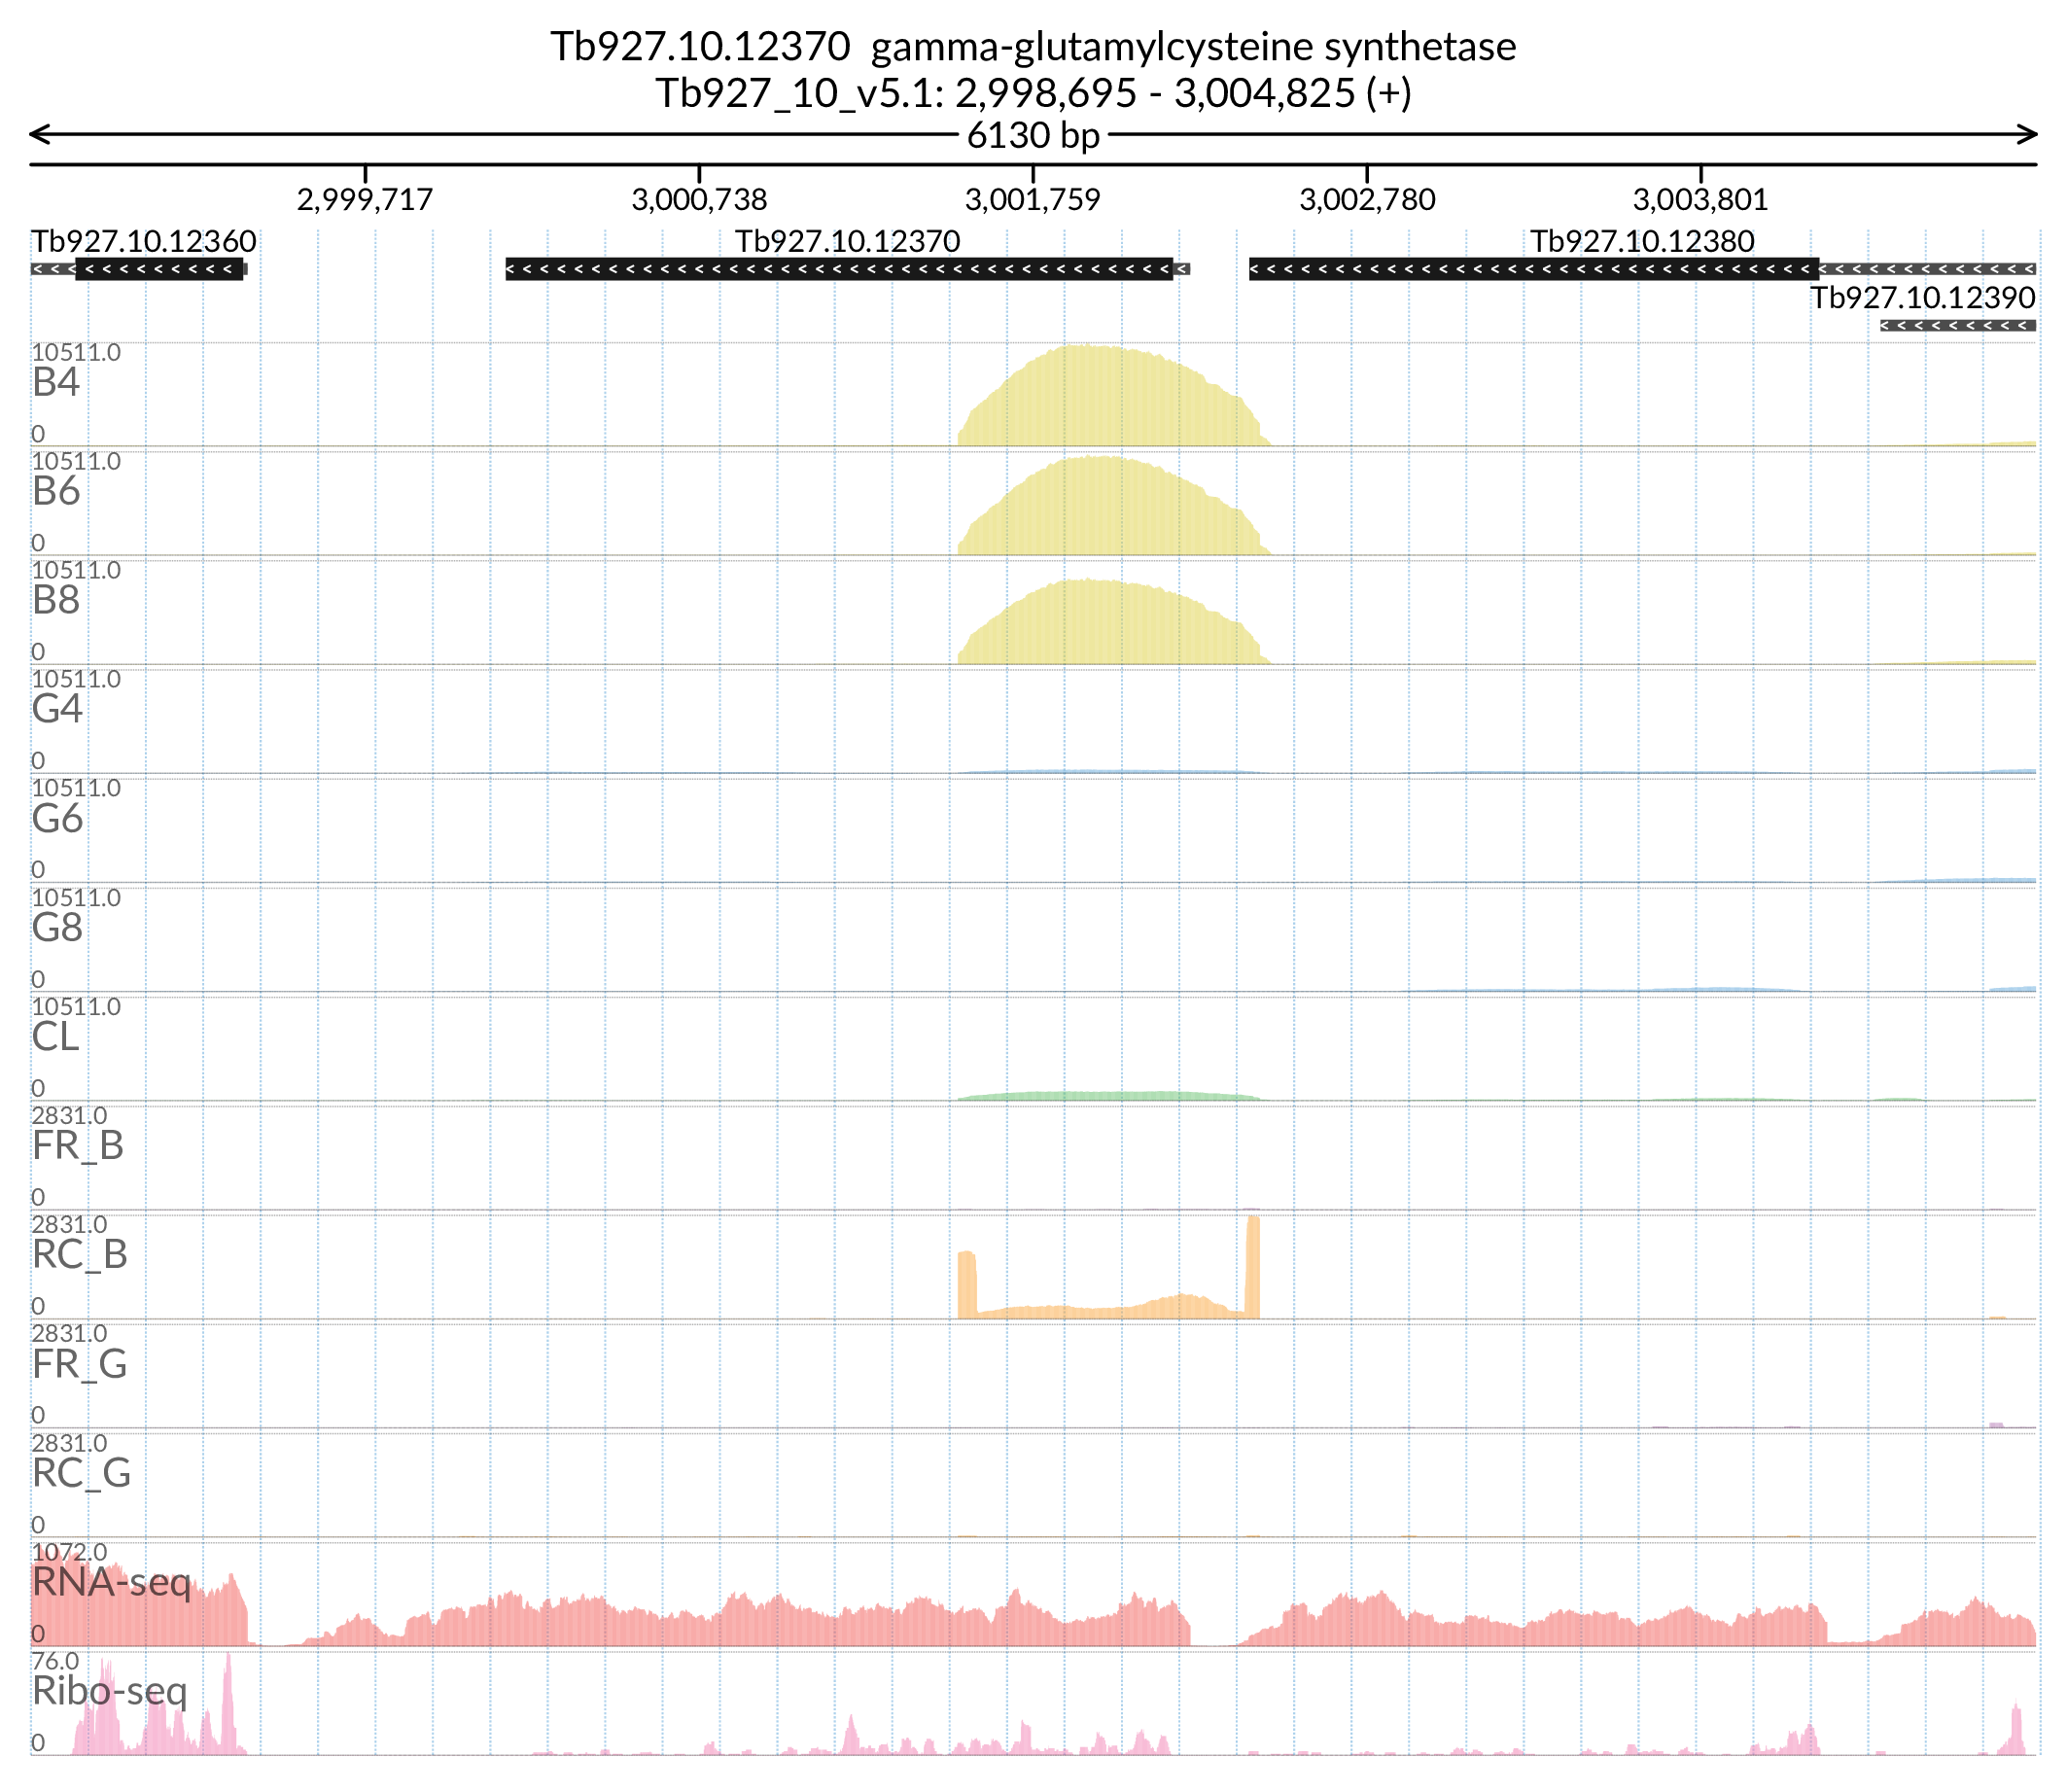 Tb927.10.12370 gamma-glutamylcysteine synthetase
Tb927_10_v5.1: 2,998,695 - 3,004,825 (+)
6130 bp
2,999,717 3,000,738 3,001,759 3,002,780 3,003,801
Tb927.10.12360 Tb927.10.12370 Tb927.10.12380
Tb927.10.12390
10511.0
B4
0
10511.0
B6
0
10511.0
B8
0
10511.0
G4
0
10511.0
G6
0
10511.0
G8
0
10511.0
CL
0
2831.0
FR_B
0
2831.0
RC_B
0
2831.0
FR_G
0
2831.0
RC_G
0
1072.0
RNA-seq
0
76.0
Ribo-seq
0